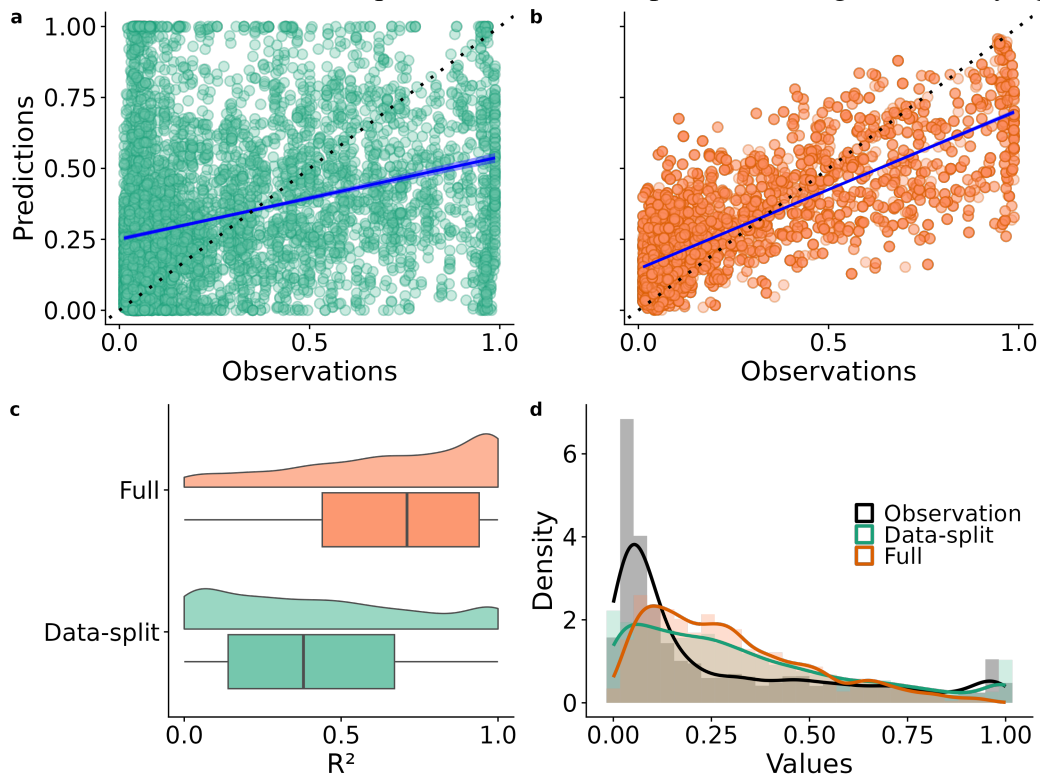 a
b
1.00
0.75
0.50
0.25
0.00
Predictions
0.0 0.5 1.0
Observations
0.0 0.5 1.0
Observations
c
d
Full
Data-split
0.0 0.5 1.0
R²
6
4
2
0
Density
Observation
Data-split
Full
0.00 0.25 0.50 0.75 1.00
Values